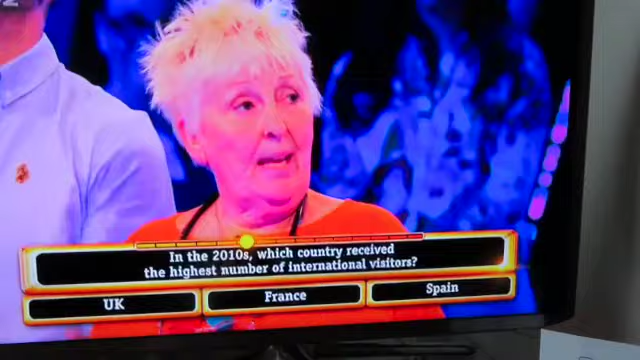 In the 2010s, which country received
the highest number of international visitors?
UK
France
Spain